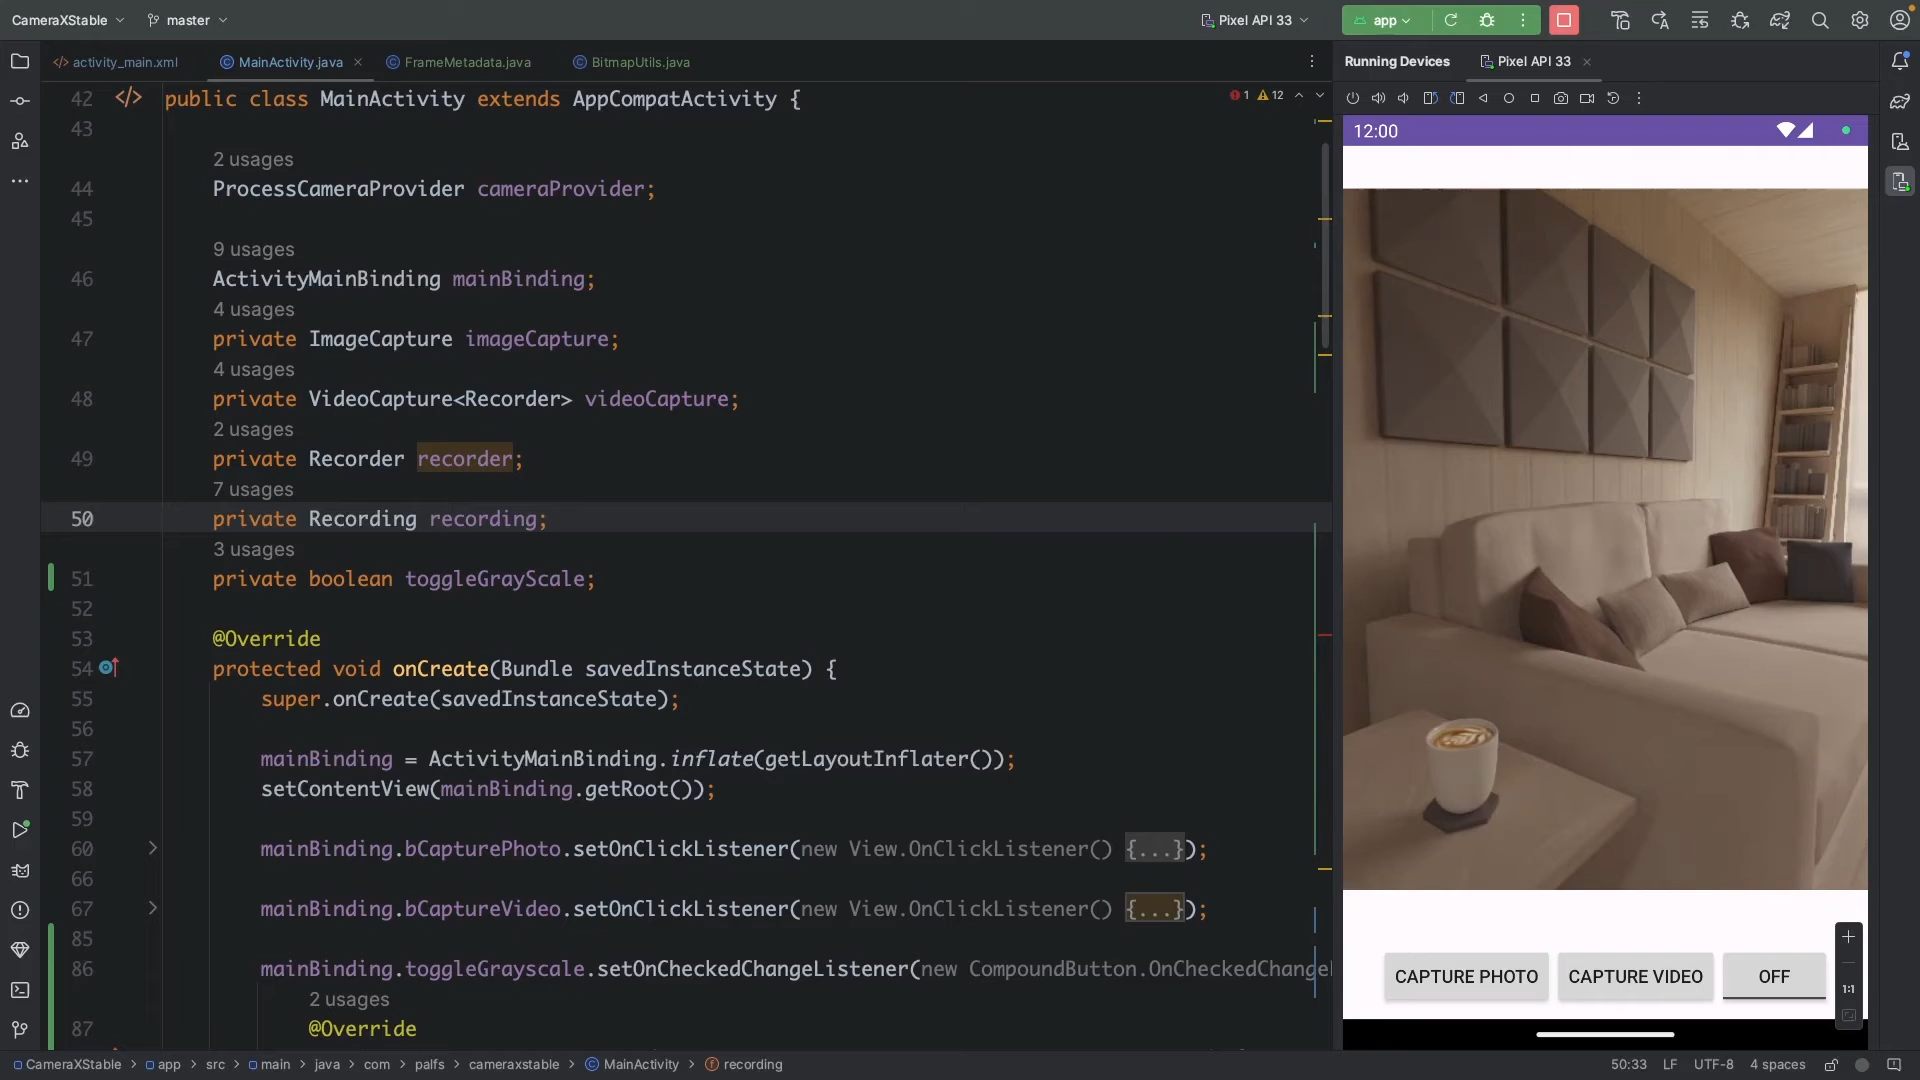 CameraXStable
master
Pixel API 33
app
activity_main.xml
MainActivity.java
FrameMetadata.java
BitmapUtils.java
Running Devices
Pixel API 33
42 public class MainActivity extends AppCompatActivity {
1 12
43
2 usages
44 ProcessCameraProvider cameraProvider;
45
9 usages
46 ActivityMainBinding mainBinding;
4 usages
47 private ImageCapture imageCapture;
4 usages
48 private VideoCapture<Recorder> videoCapture;
2 usages
49 private Recorder recorder;
7 usages
50 private Recording recording;
3 usages
51 private boolean toggleGrayScale;
52
53 @Override
54 protected void onCreate(Bundle savedInstanceState) {
55 super.onCreate(savedInstanceState);
56
57 mainBinding = ActivityMainBinding.inflate(getLayoutInflater());
58 setContentView(mainBinding.getRoot());
59
60 mainBinding.bCapturePhoto.setOnClickListener(new View.OnClickListener() {...});
66
67 mainBinding.bCaptureVideo.setOnClickListener(new View.OnClickListener() {...});
85
86 mainBinding.toggleGrayscale.setOnCheckedChangeListener(new CompoundButton.OnCheckedChangel
2 usages
87 @Override
12:00
CAPTURE PHOTO
CAPTURE VIDEO
OFF
1:1
CameraXStable > app > src > main > java > com > palfs > cameraxstable > MainActivity > recording
50:33 LF UTF-8 4 spaces